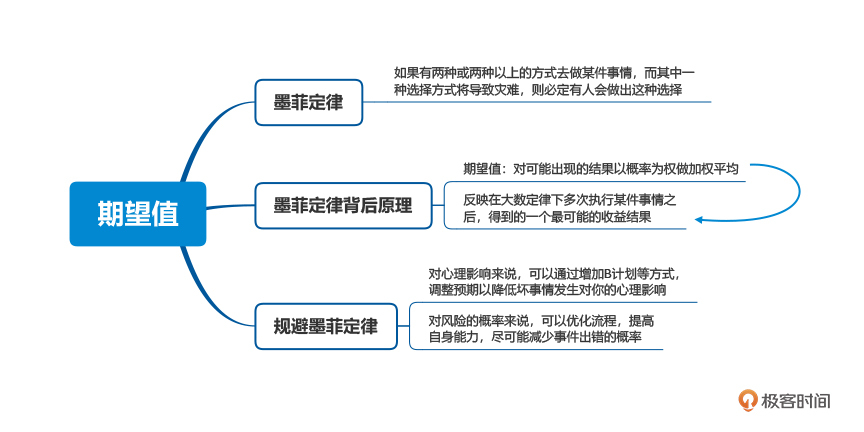 期望值
墨菲定律
如果有两种或两种以上的方式去做某件事情，而其中一
种选择方式将导致灾难，则必定有人会做出这种选择
墨菲定律背后原理
期望值：对可能出现的结果以概率为权做加权平均
反映在大数定律下多次执行某件事情之
后，得到的一个最可能的收益结果
规避墨菲定律
对心理影响来说，可以通过增加B计划等方式，
调整预期以降低坏事情发生对你的心理影响
对风险的概率来说，可以优化流程，提高
自身能力，尽可能减少事件出错的概率
极客时间